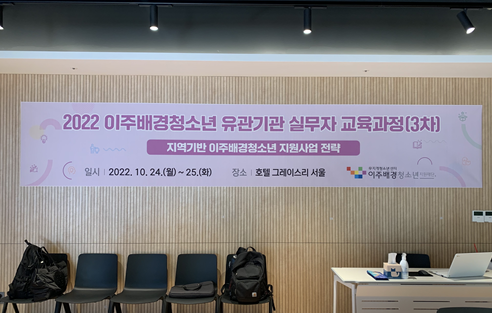 2022 이주배경청소년 유관기관 실무자 교육과정(3차)
지역기반 이주배경청소년 지원사업 전략
일시 : 2022. 10. 24.(월) ~ 25.(화) 장소 : 호텔 그레이스리 서울
이주배경청소년